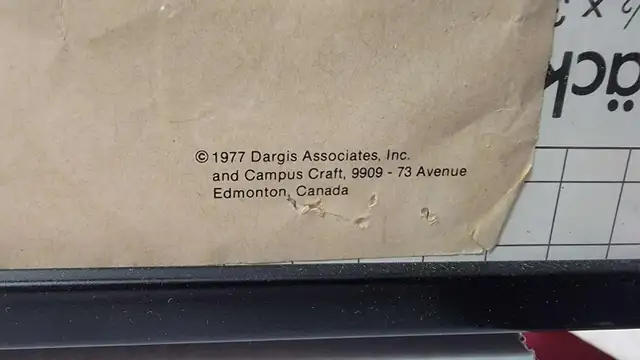 © 1977 Dargis Associates, Inc.
and Campus Craft, 9909 - 73 Avenue
Edmonton, Canada